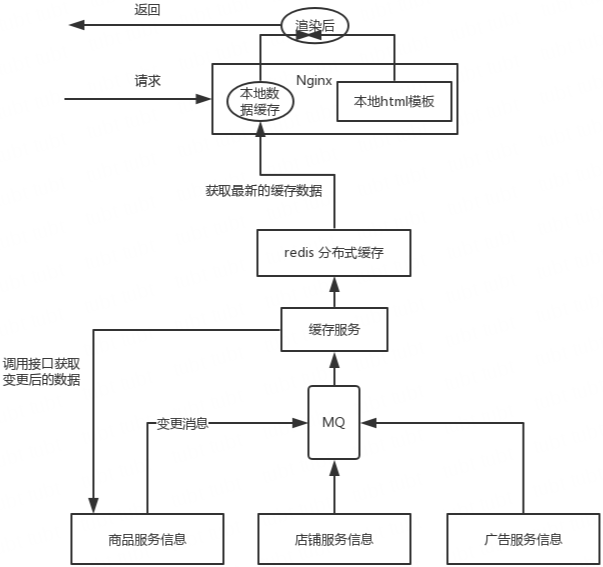 返回
渲染后
请求
Nginx
本地数
据缓存
本地html模板
获取最新的缓存数据
redis 分布式缓存
缓存服务
调用接口获取
变更后的数据
MQ
变更消息
商品服务信息
店铺服务信息
广告服务信息